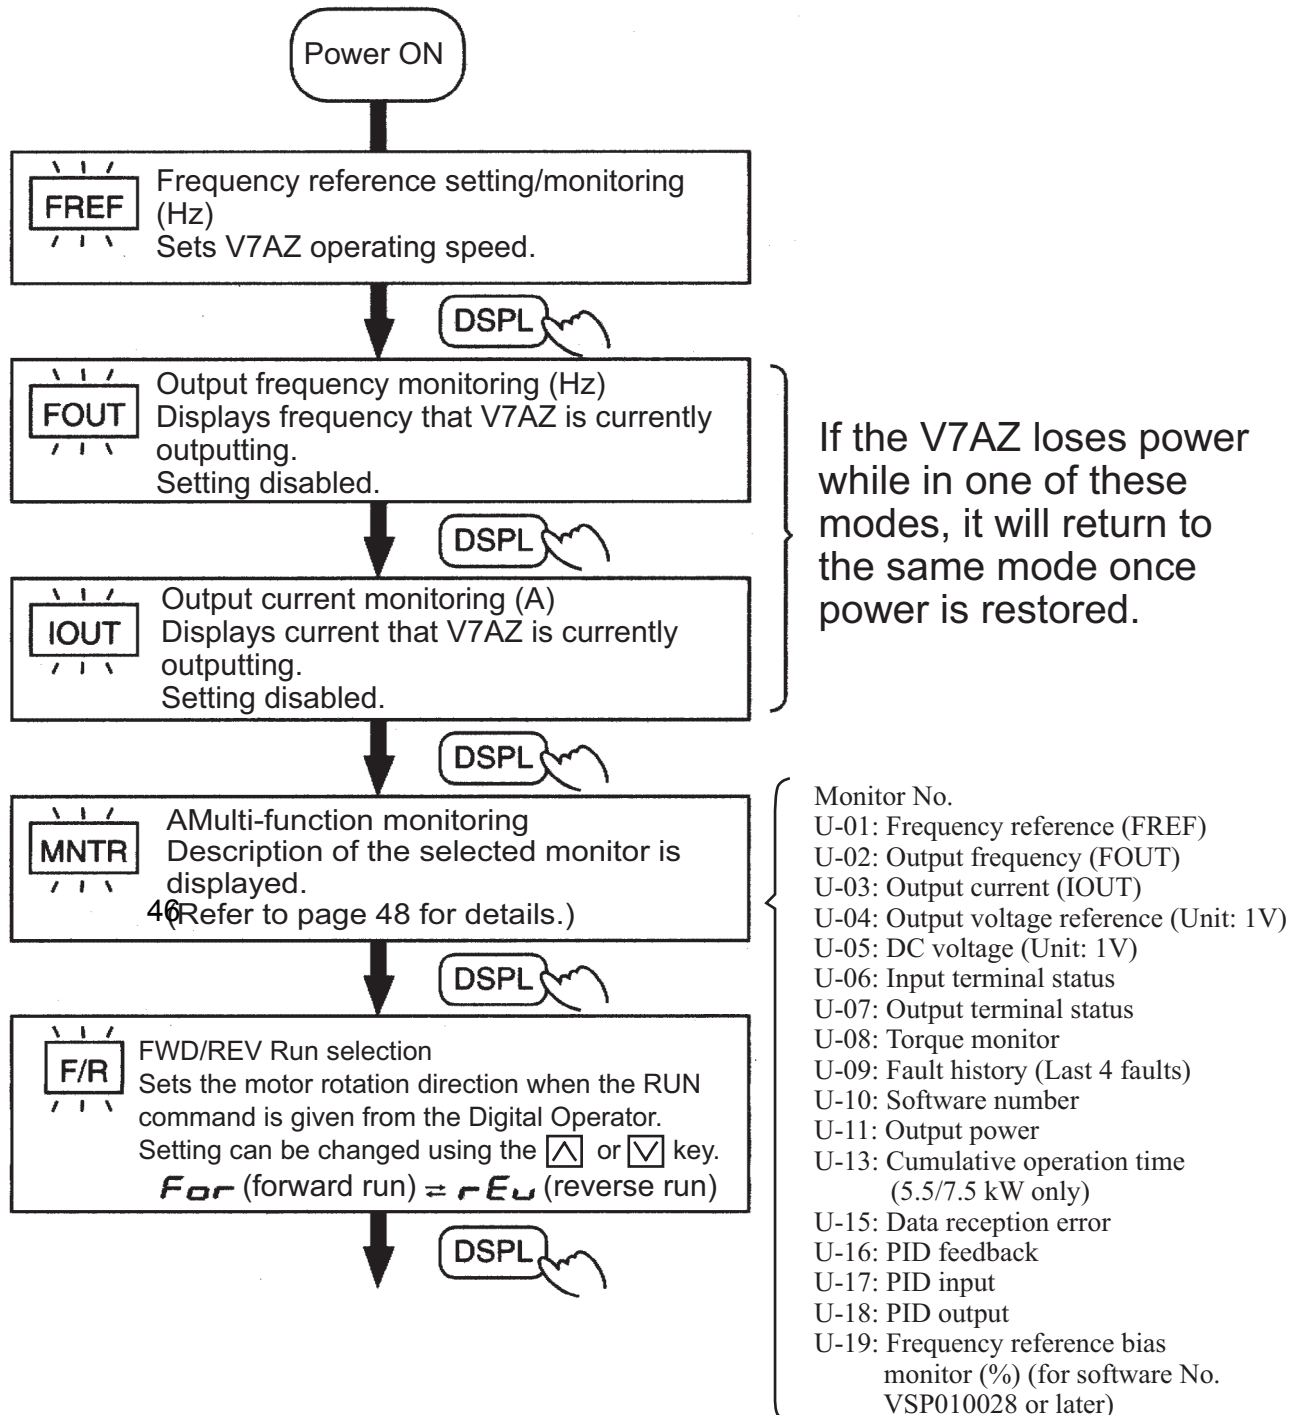 Power ON
FREF
Frequency reference setting/monitoring
(Hz)
Sets V7AZ operating speed.
DSPL
FOUT
Output frequency monitoring (Hz)
Displays frequency that V7AZ is currently
outputting.
Setting disabled.
DSPL
IOUT
Output current monitoring (A)
Displays current that V7AZ is currently
outputting.
Setting disabled.
If the V7AZ loses power
while in one of these
modes, it will return to
the same mode once
power is restored.
DSPL
MNTR
AMulti-function monitoring
Description of the selected monitor is
displayed.
46
(Refer to page 48 for details.)
DSPL
F/R
FWD/REV Run selection
Sets the motor rotation direction when the RUN
command is given from the Digital Operator.
Setting can be changed using the or key.
For (forward run) ⇄ rEv (reverse run)
DSPL
Monitor No.
U-01: Frequency reference (FREF)
U-02: Output frequency (FOUT)
U-03: Output current (IOUT)
U-04: Output voltage reference (Unit: 1V)
U-05: DC voltage (Unit: 1V)
U-06: Input terminal status
U-07: Output terminal status
U-08: Torque monitor
U-09: Fault history (Last 4 faults)
U-10: Software number
U-11: Output power
U-13: Cumulative operation time
(5.5/7.5 kW only)
U-15: Data reception error
U-16: PID feedback
U-17: PID input
U-18: PID output
U-19: Frequency reference bias
monitor (%) (for software No.
VSP010028 or later)